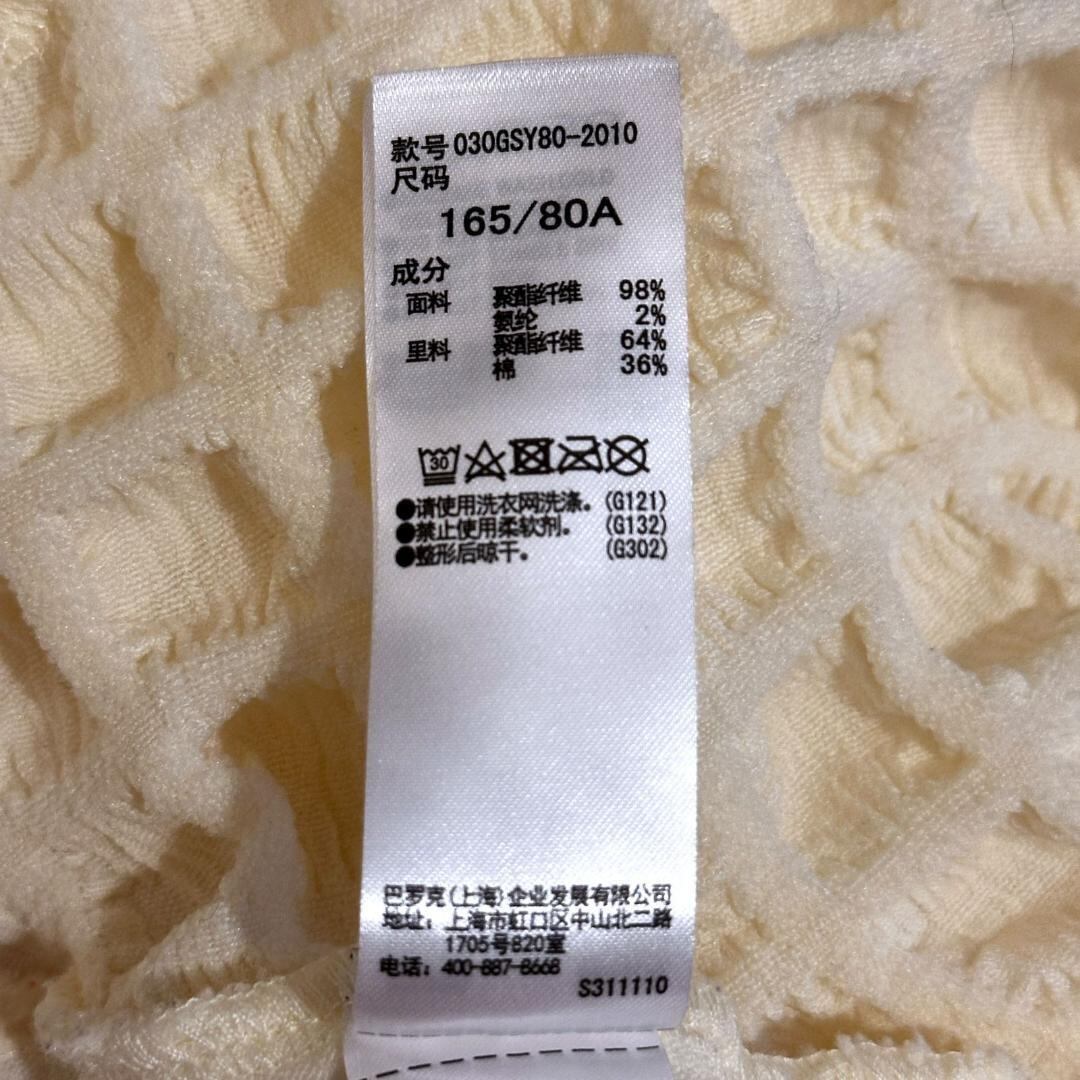 款号 030GSY80-2010
尺码
165/80A
成分
面料 聚酯纤维 98%
氨纶 2%
里料 聚酯纤维 64%
棉 36%
30
●请使用洗衣网洗涤。(G121)
●禁止使用柔软剂。(G132)
●整形后晾干。(G302)
巴罗克(上海)企业发展有限公司
地址：上海市虹口区中山北二路
1705号820室
电话：400-887-8668
S311110